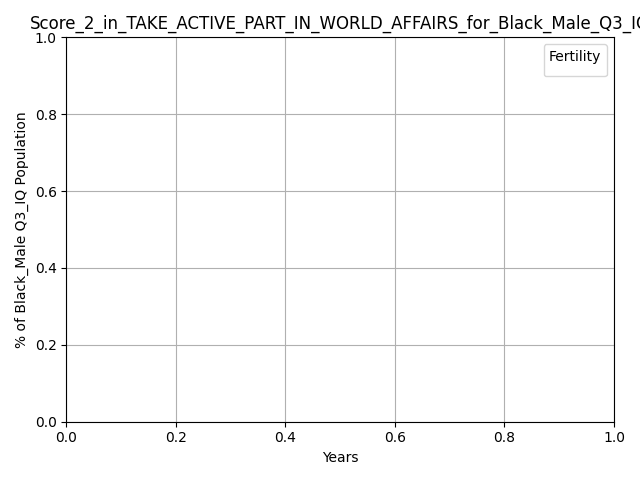 Score_2_in_TAKE_ACTIVE_PART_IN_WORLD_AFFAIRS_for_Black_Male_Q3_IQ
Fertility
% of Black_Male Q3_IQ Population
1.0
0.8
0.6
0.4
0.2
0.0
0.0 0.2 0.4 0.6 0.8 1.0
Years